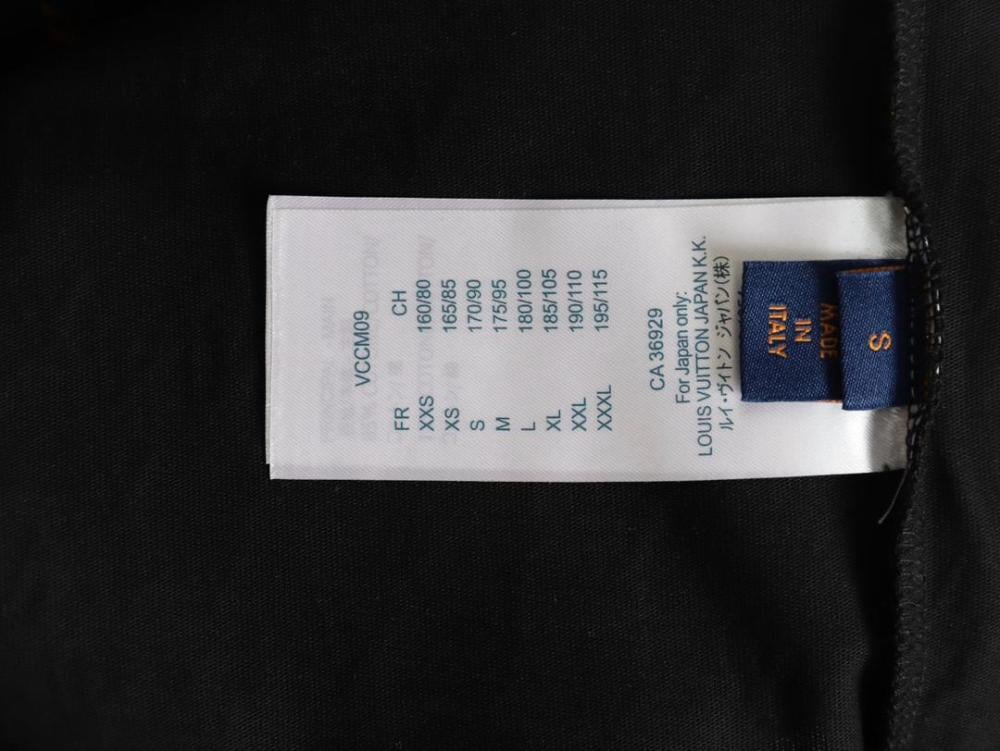 VCCM09
FR CH
XXS 160/80
XS 165/85
S 170/90
M 175/95
L 180/100
XL 185/105
XXL 190/110
XXXL 195/115
CA 36929
For Japan only:
LOUIS VUITTON JAPAN K.K.
ルイ・ヴィトン ジャパン(株)
MADE
IN
ITALY
S